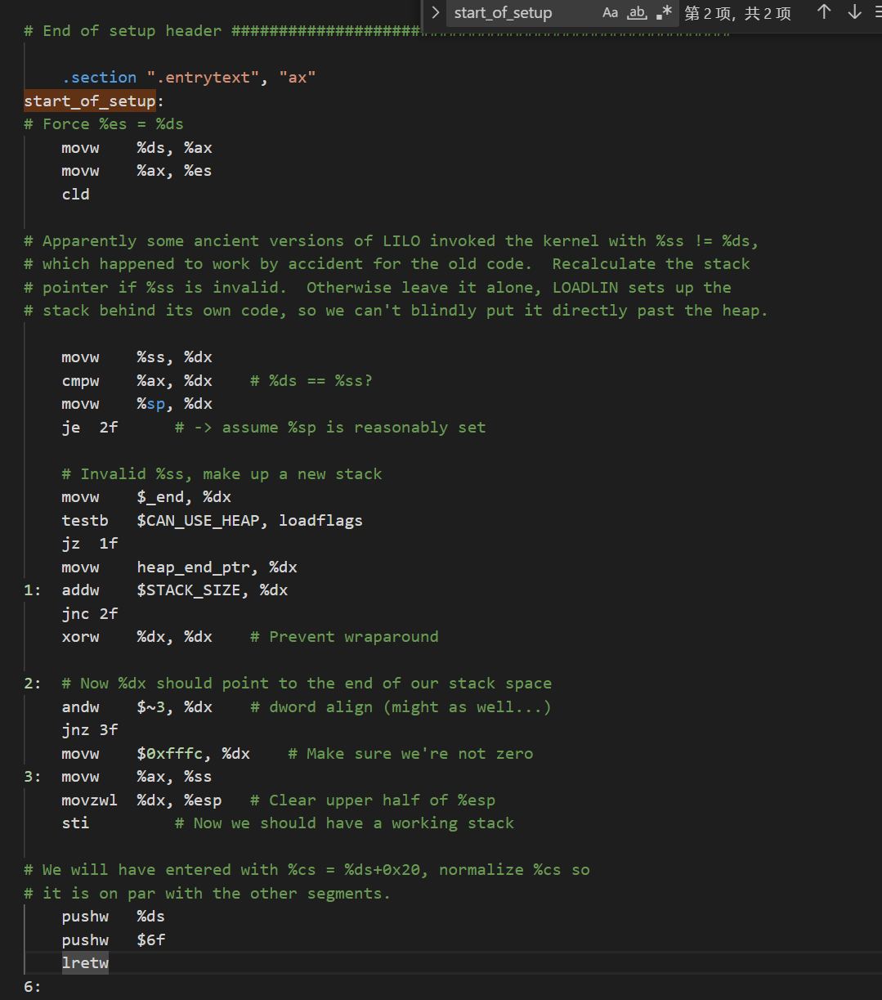 > start_of_setup Aa ab .* 第 2 项，共 2 项 ↑ ↓
# End of setup header ####################
.section ".entrytext", "ax"
start_of_setup:
# Force %es = %ds
movw %ds, %ax
movw %ax, %es
cld
# Apparently some ancient versions of LILO invoked the kernel with %ss != %ds,
# which happened to work by accident for the old code. Recalculate the stack
# pointer if %ss is invalid. Otherwise leave it alone, LOADLIN sets up the
# stack behind its own code, so we can't blindly put it directly past the heap.
movw %ss, %dx
cmpw %ax, %dx # %ds == %ss?
movw %sp, %dx
je 2f # -> assume %sp is reasonably set
# Invalid %ss, make up a new stack
movw $_end, %dx
testb $CAN_USE_HEAP, loadflags
jz 1f
movw heap_end_ptr, %dx
1: addw $STACK_SIZE, %dx
jnc 2f
xorw %dx, %dx # Prevent wraparound
2: # Now %dx should point to the end of our stack space
andw $~3, %dx # dword align (might as well...)
jnz 3f
movw $0xfffc, %dx # Make sure we're not zero
3: movw %ax, %ss
movzwl %dx, %esp # Clear upper half of %esp
sti # Now we should have a working stack
# We will have entered with %cs = %ds+0x20, normalize %cs so
# it is on par with the other segments.
pushw %ds
pushw $6f
lretw
6: